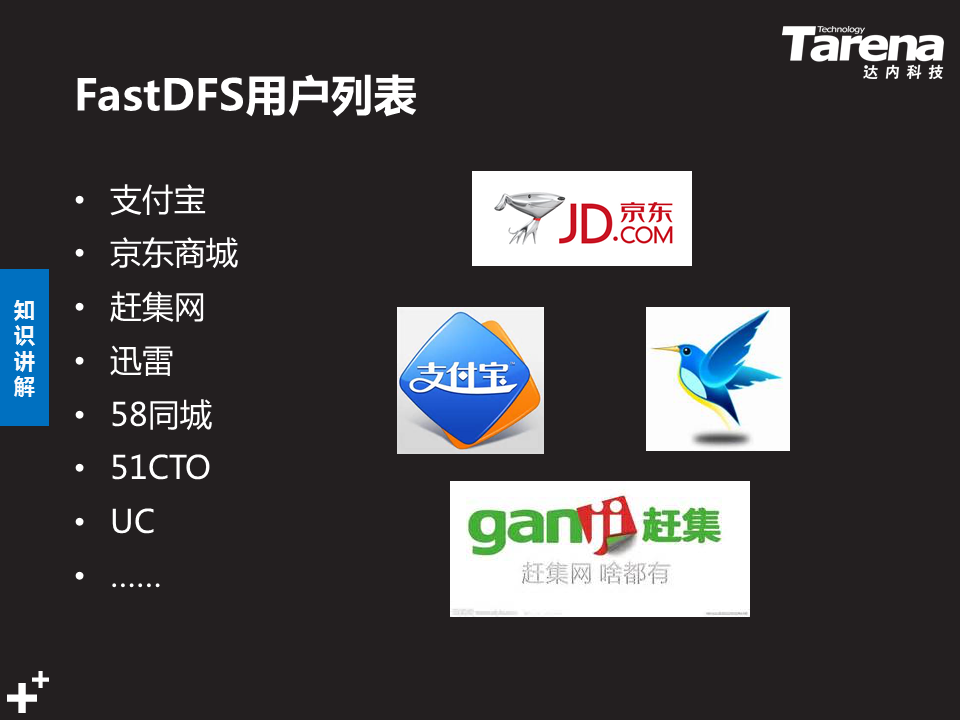 Technology
Tarena
达内科技
FastDFS用户列表
• 支付宝
• 京东商城
• 赶集网
• 迅雷
• 58同城
• 51CTO
• UC
• ......
知识讲解
JD京东
.COM
支付宝
ganji赶集
赶集网 啥都有